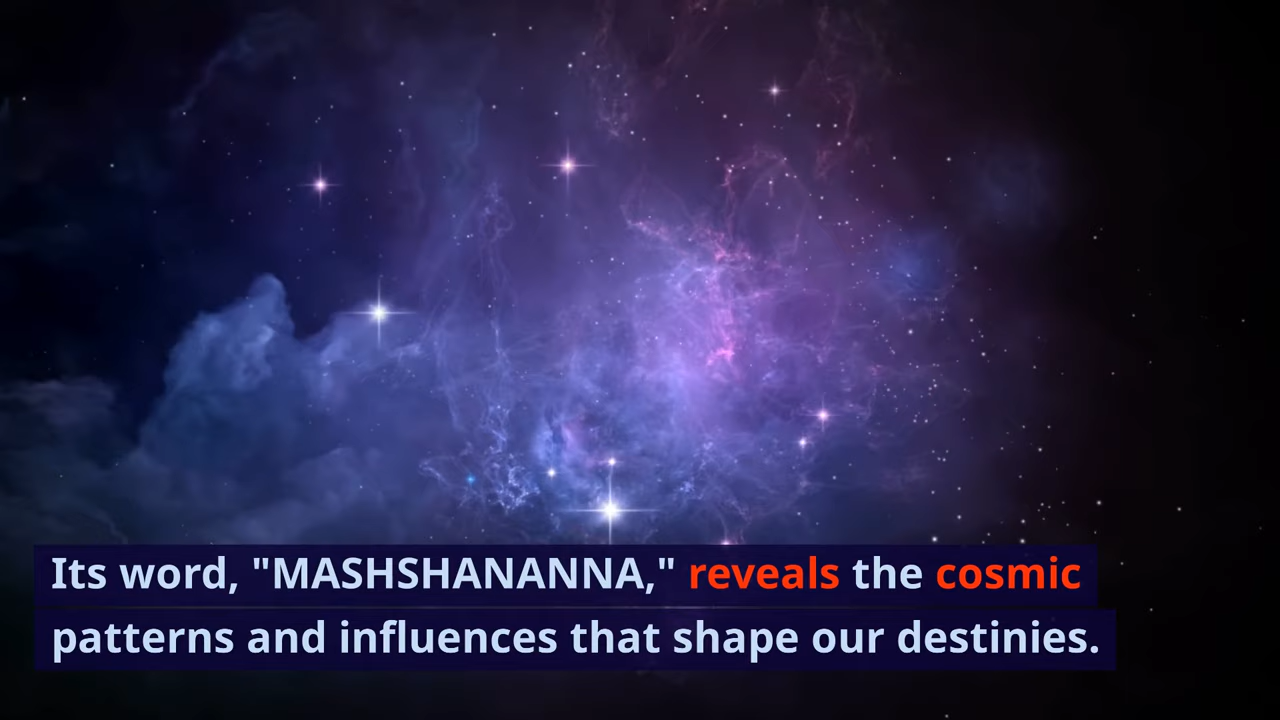 Its word, "MASHSHANANNA," reveals the cosmic
patterns and influences that shape our destinies.